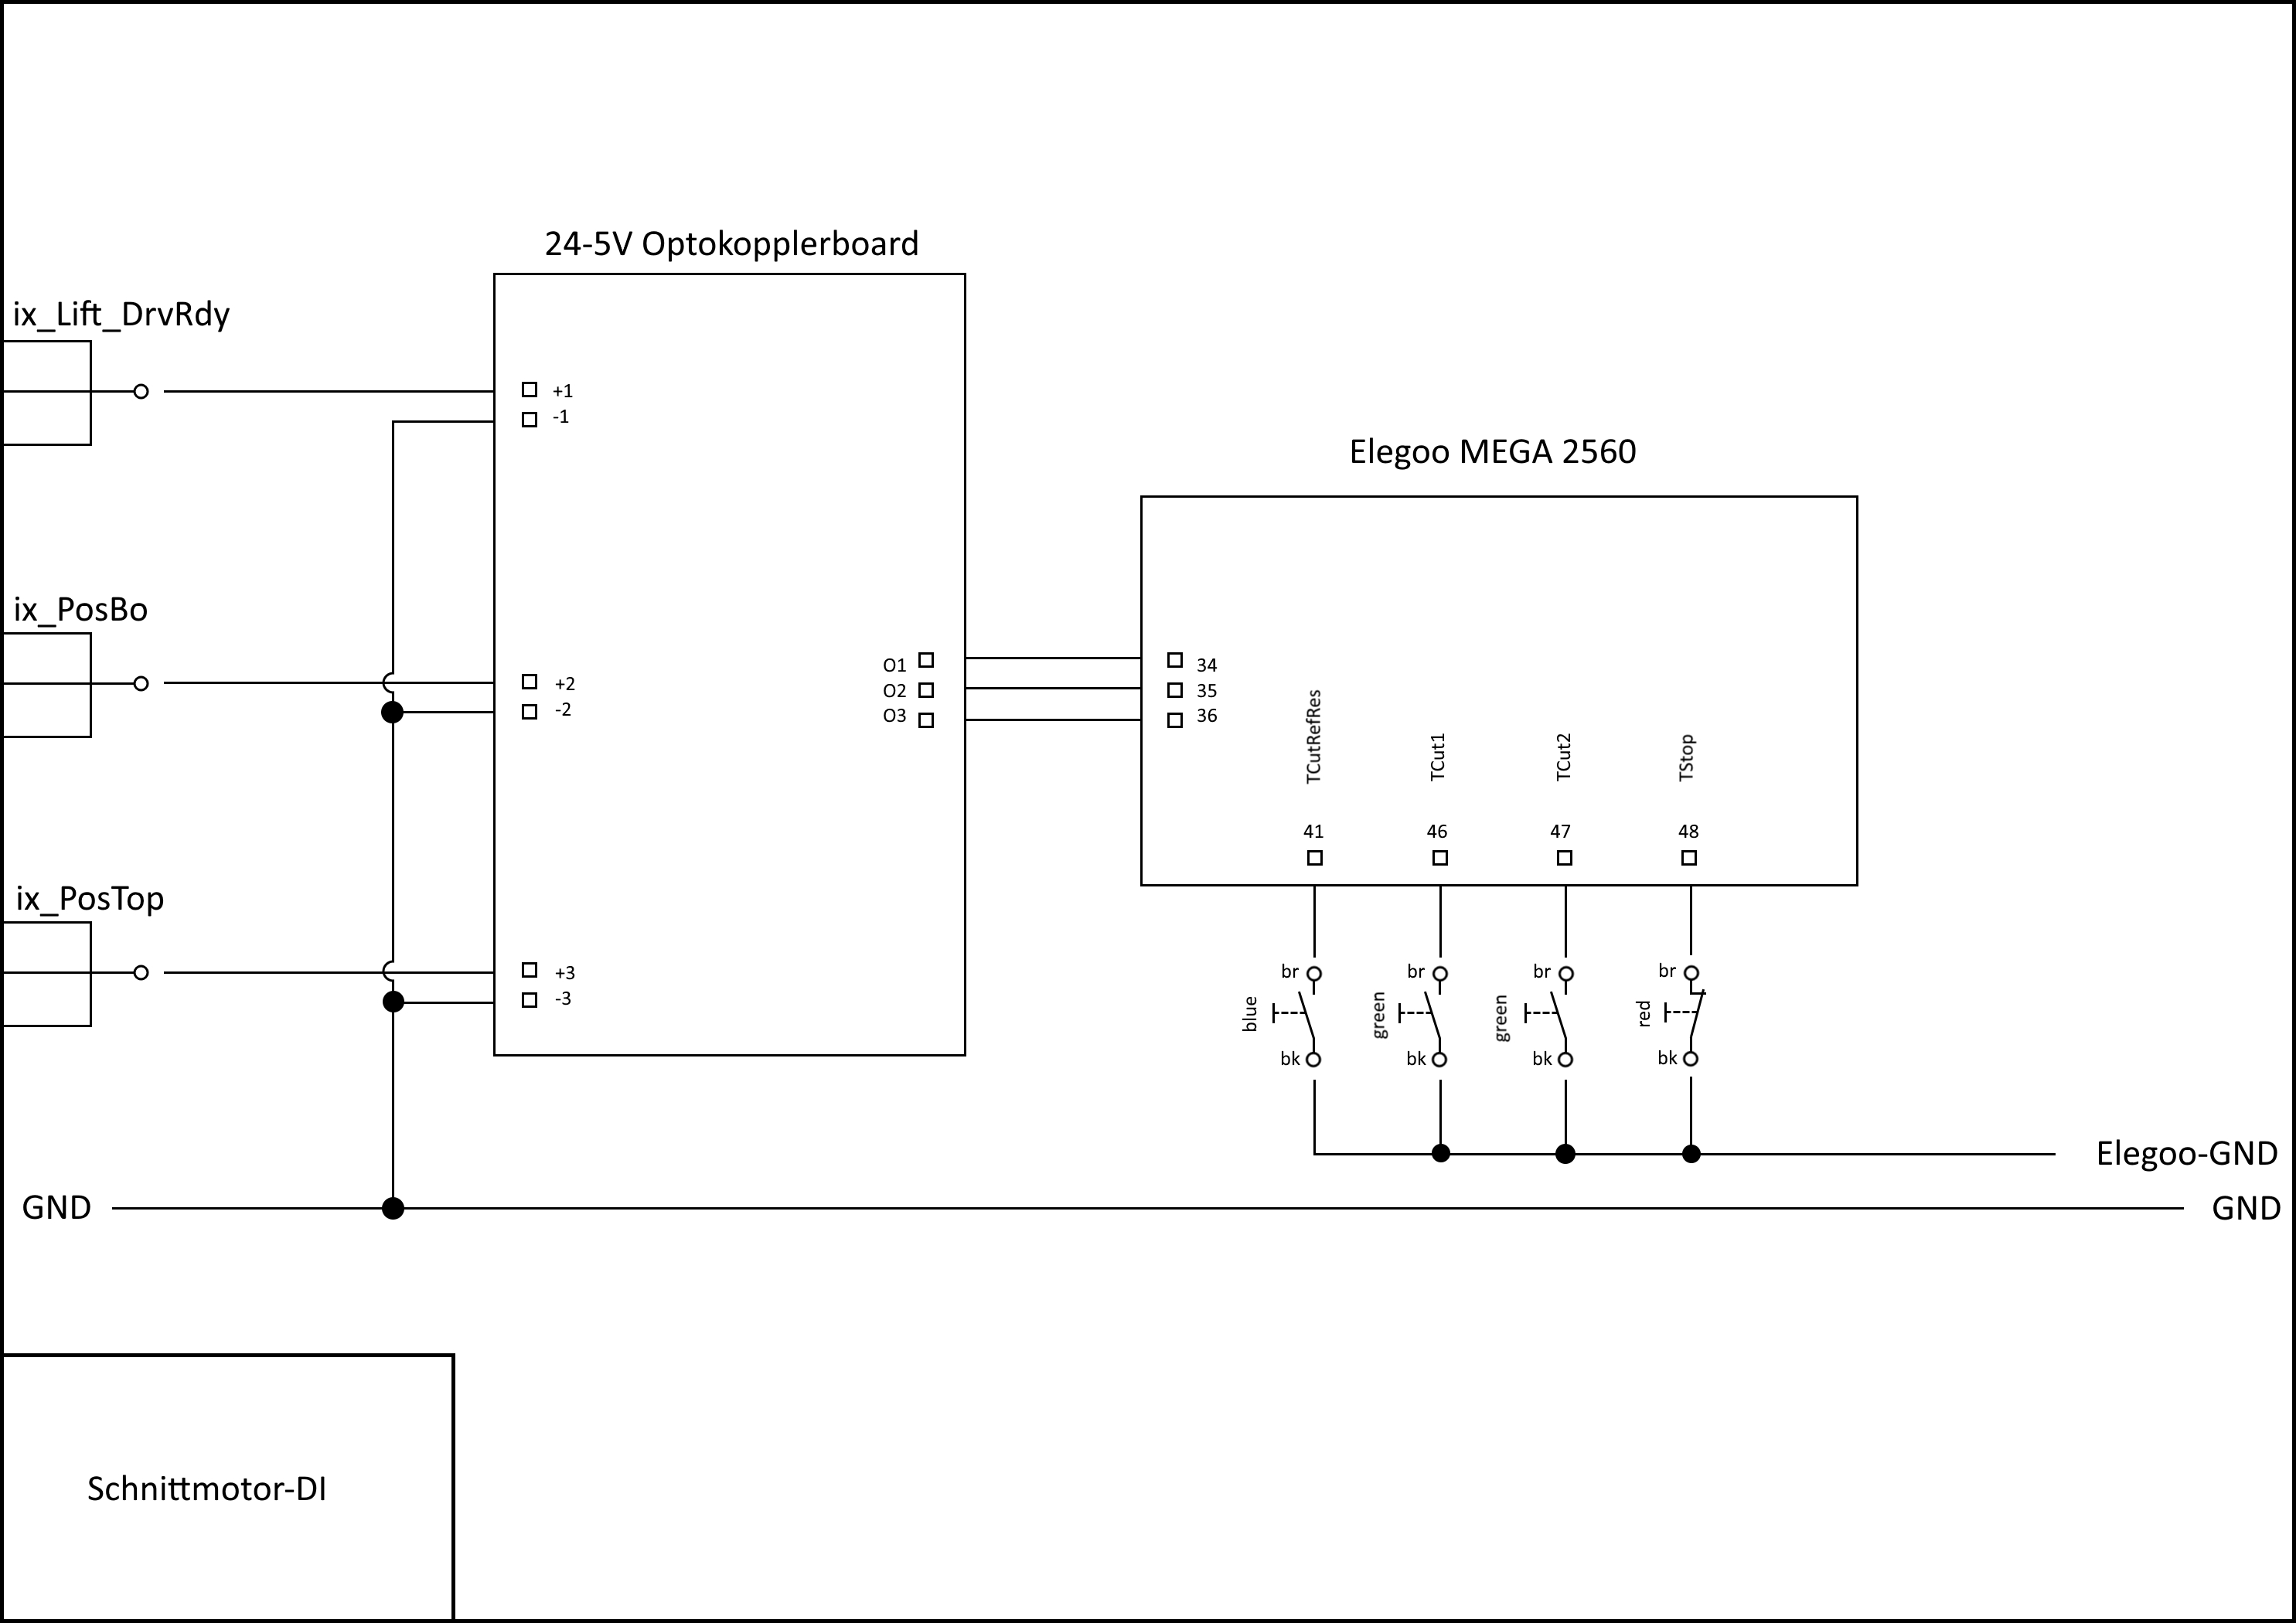 24-5V Optokopplerboard
ix_Lift_DrvRdy
+1
-1
Elegoo MEGA 2560
ix_PosBo
+2
-2
O1
O2
O3
34
35
36
TCutRefRes
TCut1
TCut2
TStop
41
46
47
48
ix_PosTop
+3
-3
br
br
br
br
blue
green
green
red
bk
bk
bk
bk
Elegoo-GND
GND
GND
Schnittmotor-DI